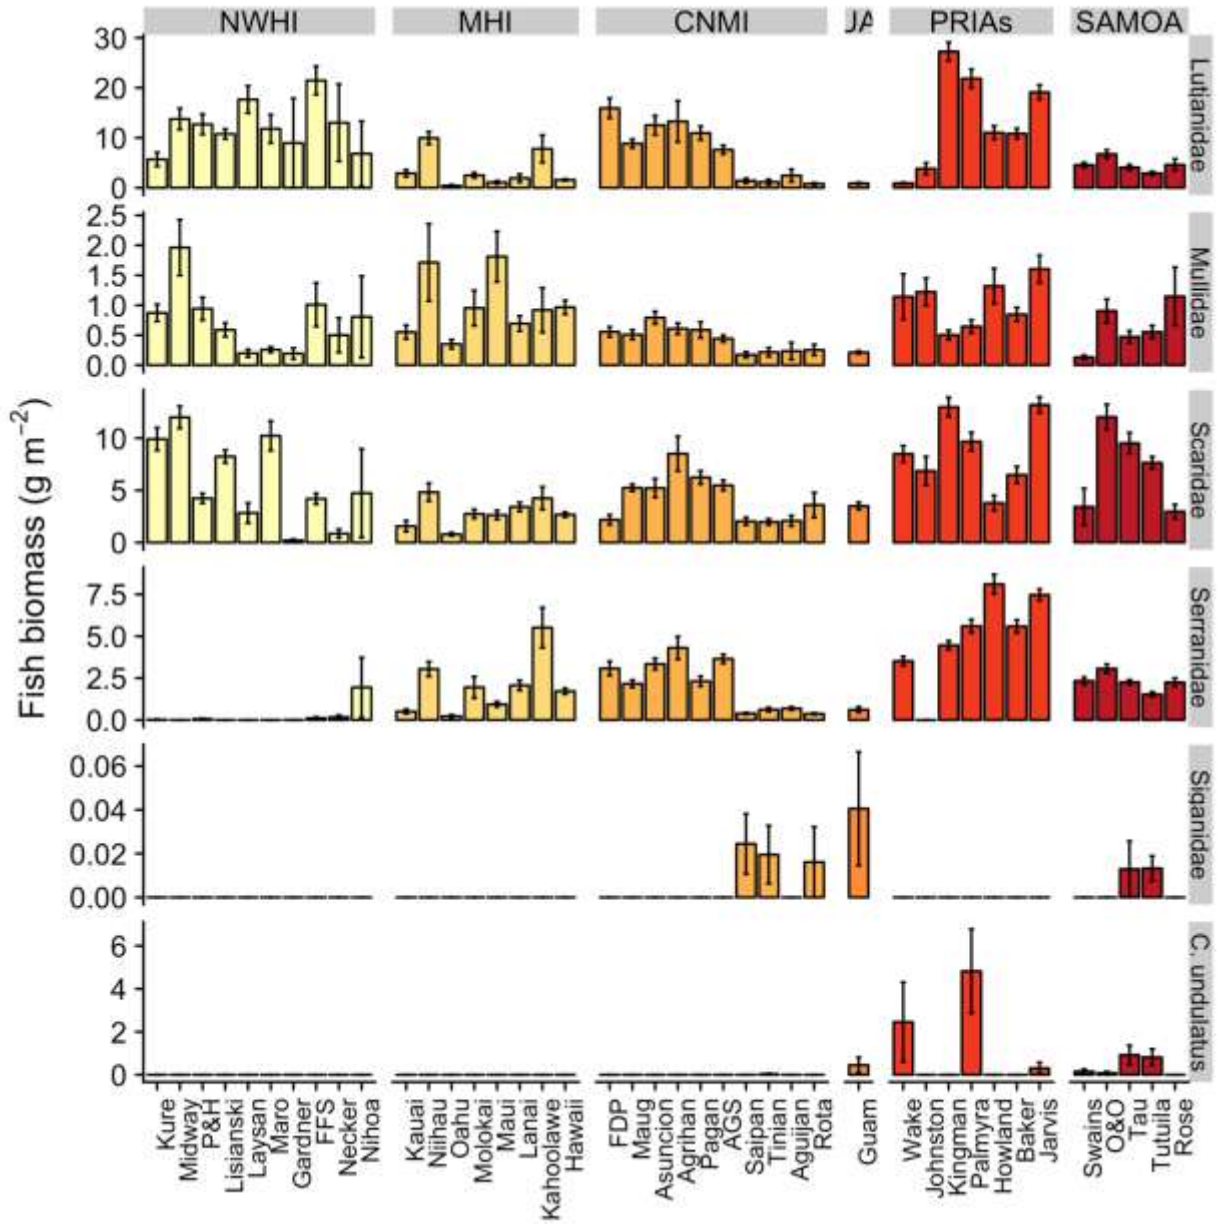 NWHI MHI CNMI JA PRIAs SAMOA
30
20
10
0
Lutjanidae
2.5
2.0
1.5
1.0
0.5
0.0
Mullidae
10
5
0
Scaridae
7.5
5.0
2.5
0.0
Serranidae
0.06
0.04
0.02
0.00
Siganidae
6
4
2
0
C. undulatus
Fish biomass (g m⁻²)
Kure
Midway
P&H
Lisianski
Laysan
Maro
Gardner
FFS
Necker
Nihoa
Kauai
Niihau
Oahu
Molokai
Maui
Lanai
Kahoolawe
Hawaii
FDP
Maug
Asuncion
Agrihan
Pagan
AGS
Saipan
Tinian
Aguijan
Rota
Guam
Wake
Johnston
Kingman
Palmyra
Howland
Baker
Jarvis
Swains
O&O
Tau
Tutuila
Rose